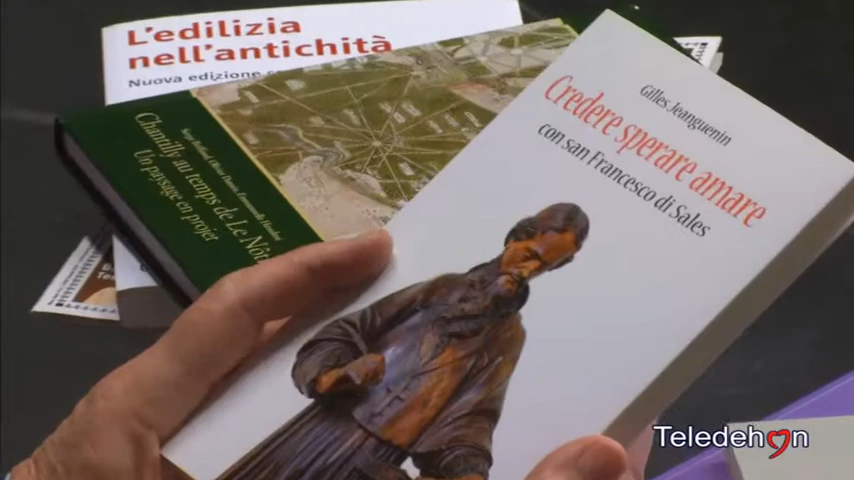 L'edilizia
nell'antichità
Nuova edizione
Chantilly au temps de Le Nôtre
Un paysage en projet
Gilles Jeanguenin
Credere sperare amare
con san Francesco di Sales
Teledehon